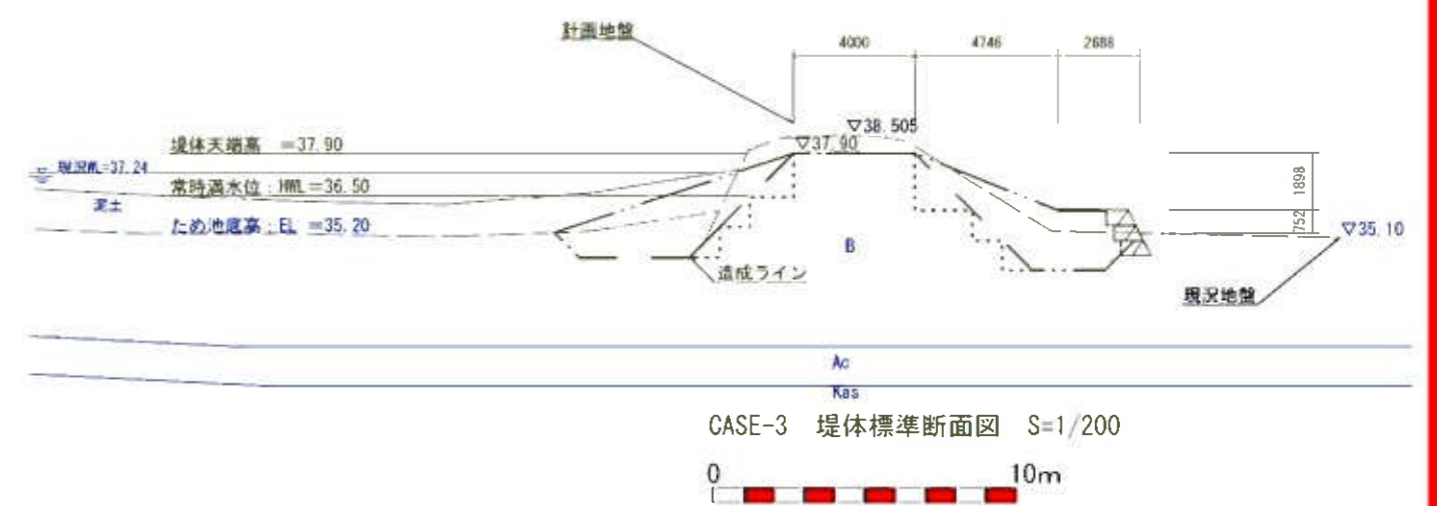 計画地盤
4000
4746
2688
▽38.505
堤体天端高 =37.90
▽37.90
現況WL=37.24
常時満水位:HWL=36.50
泥土
ため池底高:EL =35.20
1898
752
▽35.10
B
造成ライン
現況地盤
Ac
Kas
CASE-3 堤体標準断面図 S=1/200
0 10m